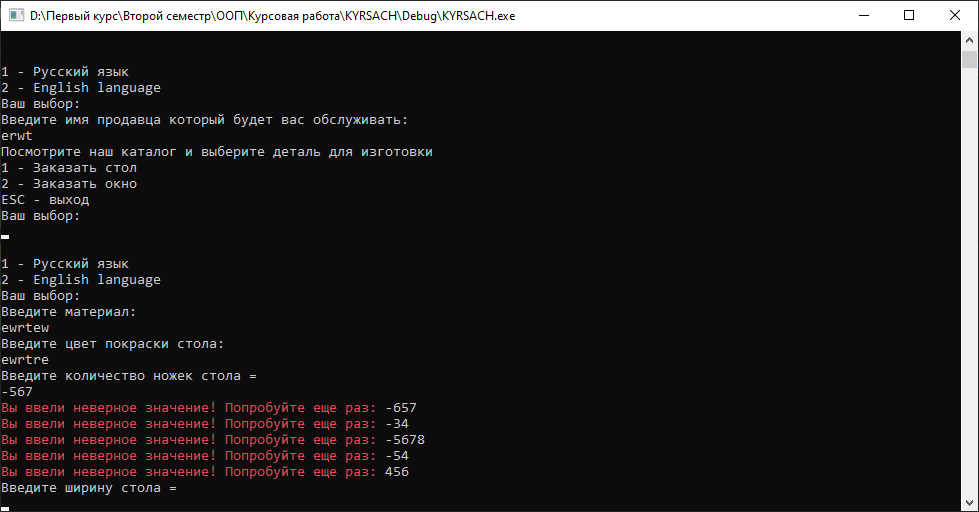 D:\Первый курс\Второй семестр\ООП\Курсовая работа\KYRSACH\Debug\KYRSACH.exe
1 - Русский язык
2 - English language
Ваш выбор:
Введите имя продавца который будет вас обслуживать:
erwt
Посмотрите наш каталог и выберите деталь для изготовки
1 - Заказать стол
2 - Заказать окно
ESC - выход
Ваш выбор:
1 - Русский язык
2 - English language
Ваш выбор:
Введите материал:
ewrtew
Введите цвет покраски стола:
ewrtre
Введите количество ножек стола =
-567
Вы ввели неверное значение! Попробуйте еще раз: -657
Вы ввели неверное значение! Попробуйте еще раз: -34
Вы ввели неверное значение! Попробуйте еще раз: -5678
Вы ввели неверное значение! Попробуйте еще раз: -54
Вы ввели неверное значение! Попробуйте еще раз: 456
Введите ширину стола =